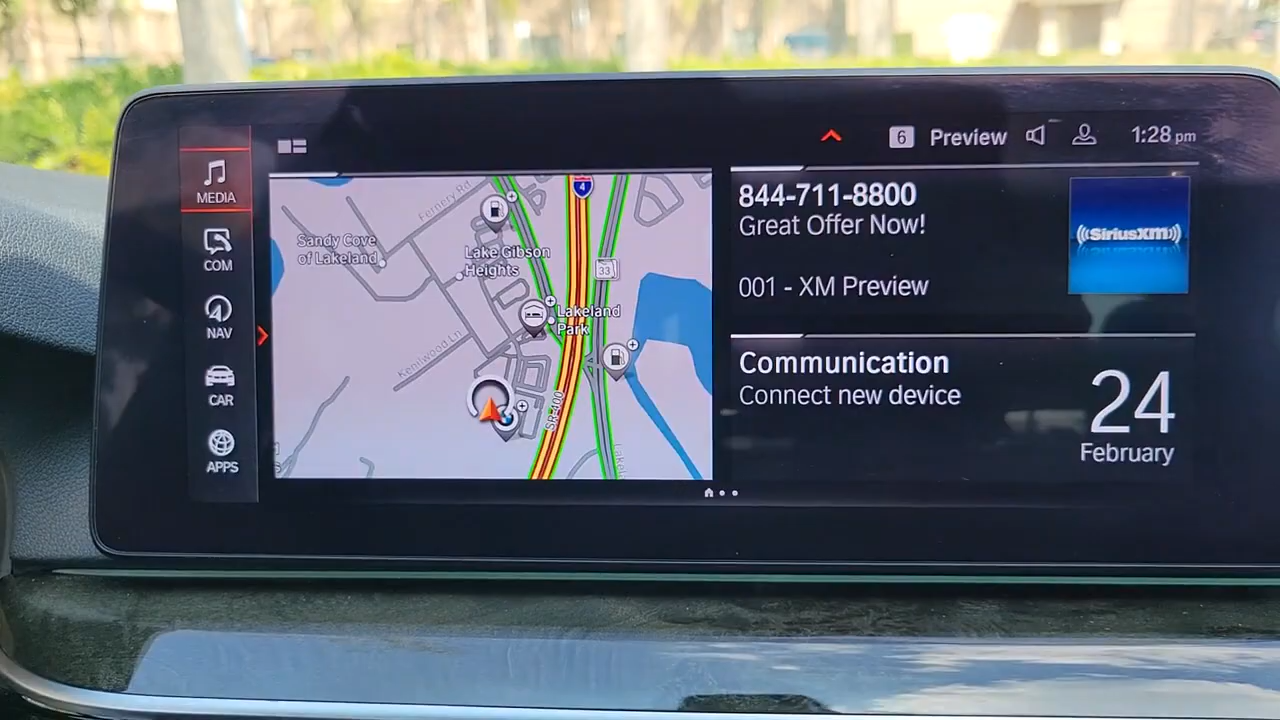 6 Preview 1:28 pm
MEDIA
COM
NAV
CAR
APPS
4
Fernery Rd
Sandy Cove
of Lakeland
Lake Gibson
Heights
33
Lakeland
Park
Kenwood Ln
SR-400
844-711-8800
Great Offer Now!
001 - XM Preview
((SiriusXM))
Communication
Connect new device
24
February